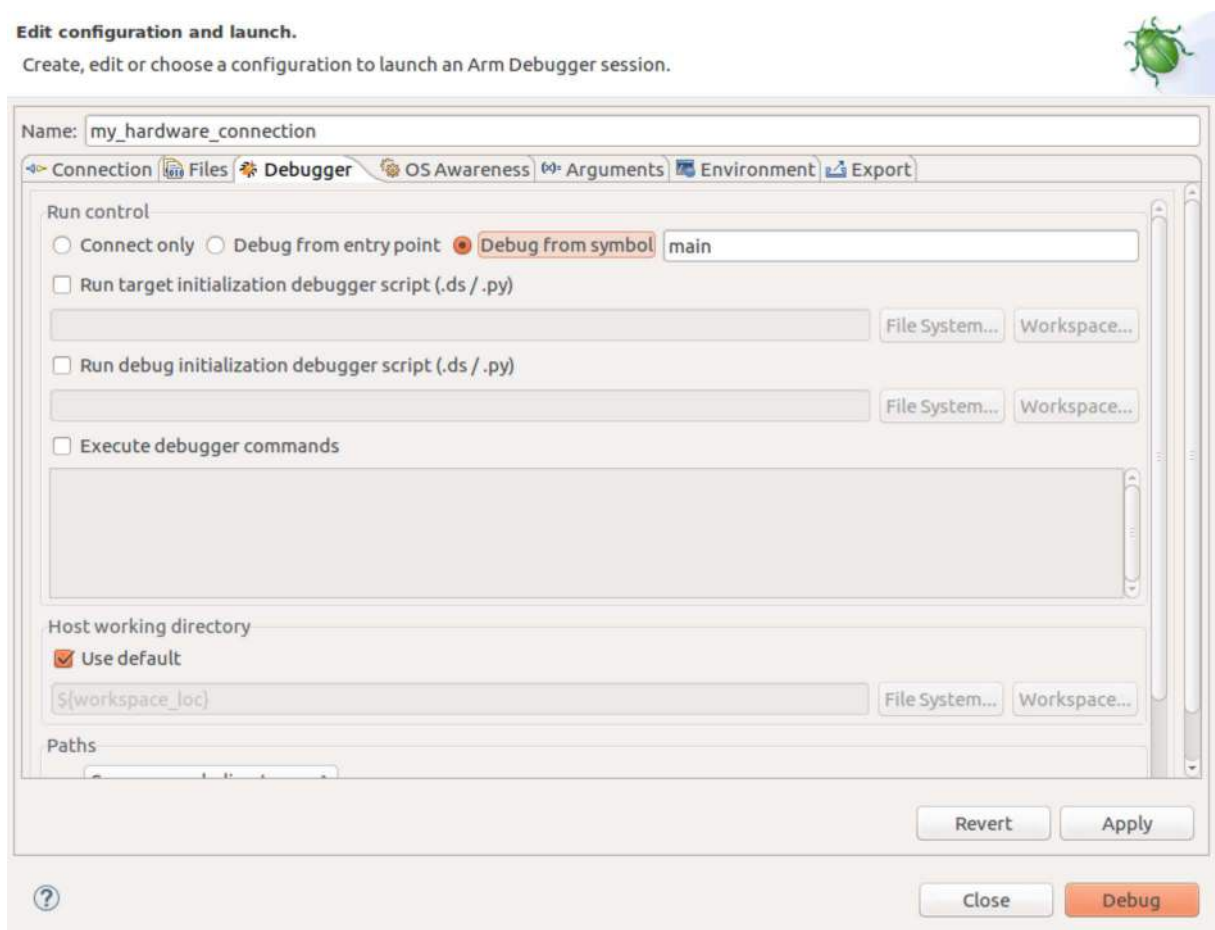 Edit configuration and launch.
Create, edit or choose a configuration to launch an Arm Debugger session.
Name: my_hardware_connection
Connection Files Debugger OS Awareness (x)= Arguments Environment Export
Run control
Connect only Debug from entry point Debug from symbol main
Run target initialization debugger script (.ds / .py)
File System... Workspace...
Run debug initialization debugger script (.ds / .py)
File System... Workspace...
Execute debugger commands
Host working directory
Use default
${workspace_loc} File System... Workspace...
Paths
Revert Apply
? Close Debug